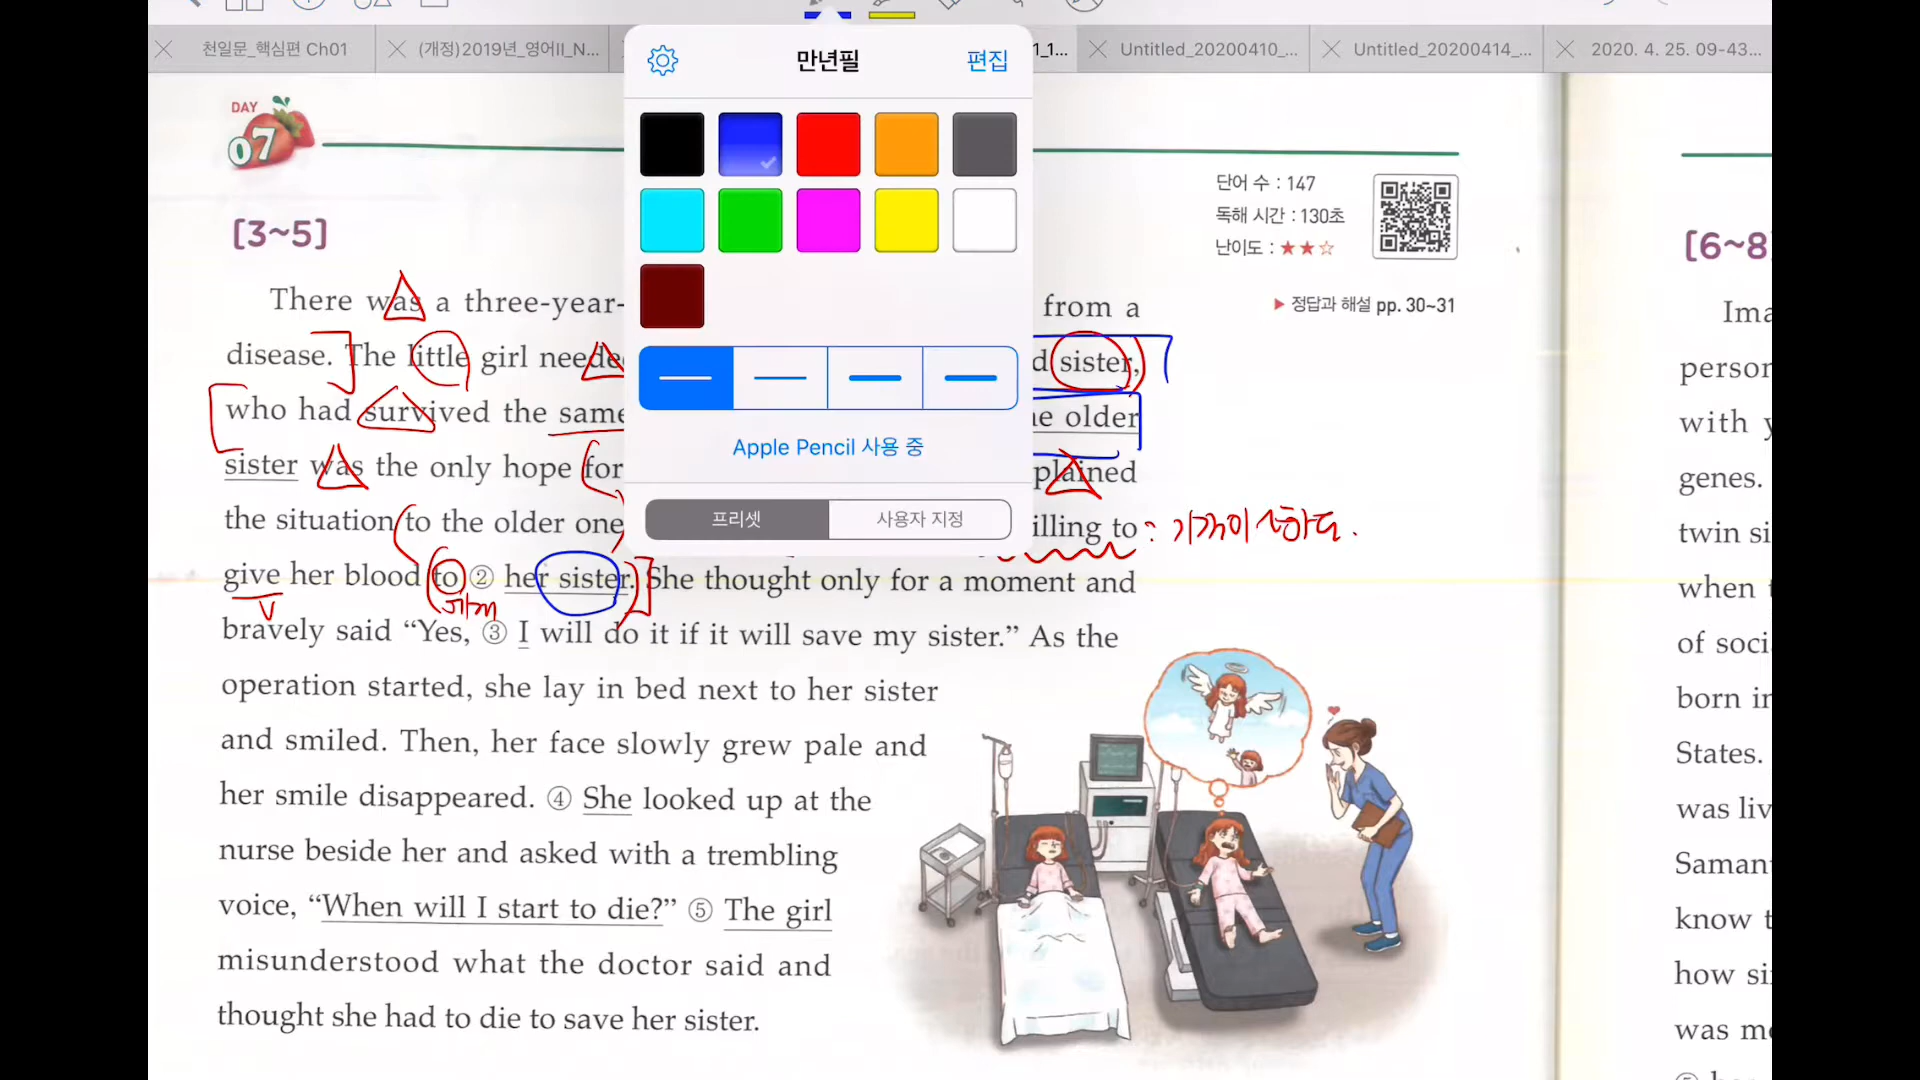 천일문_핵심편 Ch01
(개정)2019년_영어II_N...
1_1...
Untitled_20200410_...
Untitled_20200414_...
2020. 4. 25. 09-43...
만년필
편집
Apple Pencil 사용 중
프리셋
사용자 지정
DAY
07
단어 수 : 147
독해 시간 : 130초
난이도 : ★★☆
▶ 정답과 해설 pp. 30~31
[3~5]
There was a three-year- from a
disease. The little girl neede d sister,
who had survived the same he older
sister was the only hope for plained
the situation to the older one illing to
give her blood to ② her sister. She thought only for a moment and
bravely said “Yes, ③ I will do it if it will save my sister.” As the
operation started, she lay in bed next to her sister
and smiled. Then, her face slowly grew pale and
her smile disappeared. ④ She looked up at the
nurse beside her and asked with a trembling
voice, “When will I start to die?” ⑤ The girl
misunderstood what the doctor said and
thought she had to die to save her sister.
V
[6~8]
Ima
person
with y
genes.
twin si
when t
of soci
born in
States.
was liv
Samant
know t
how si
was mo